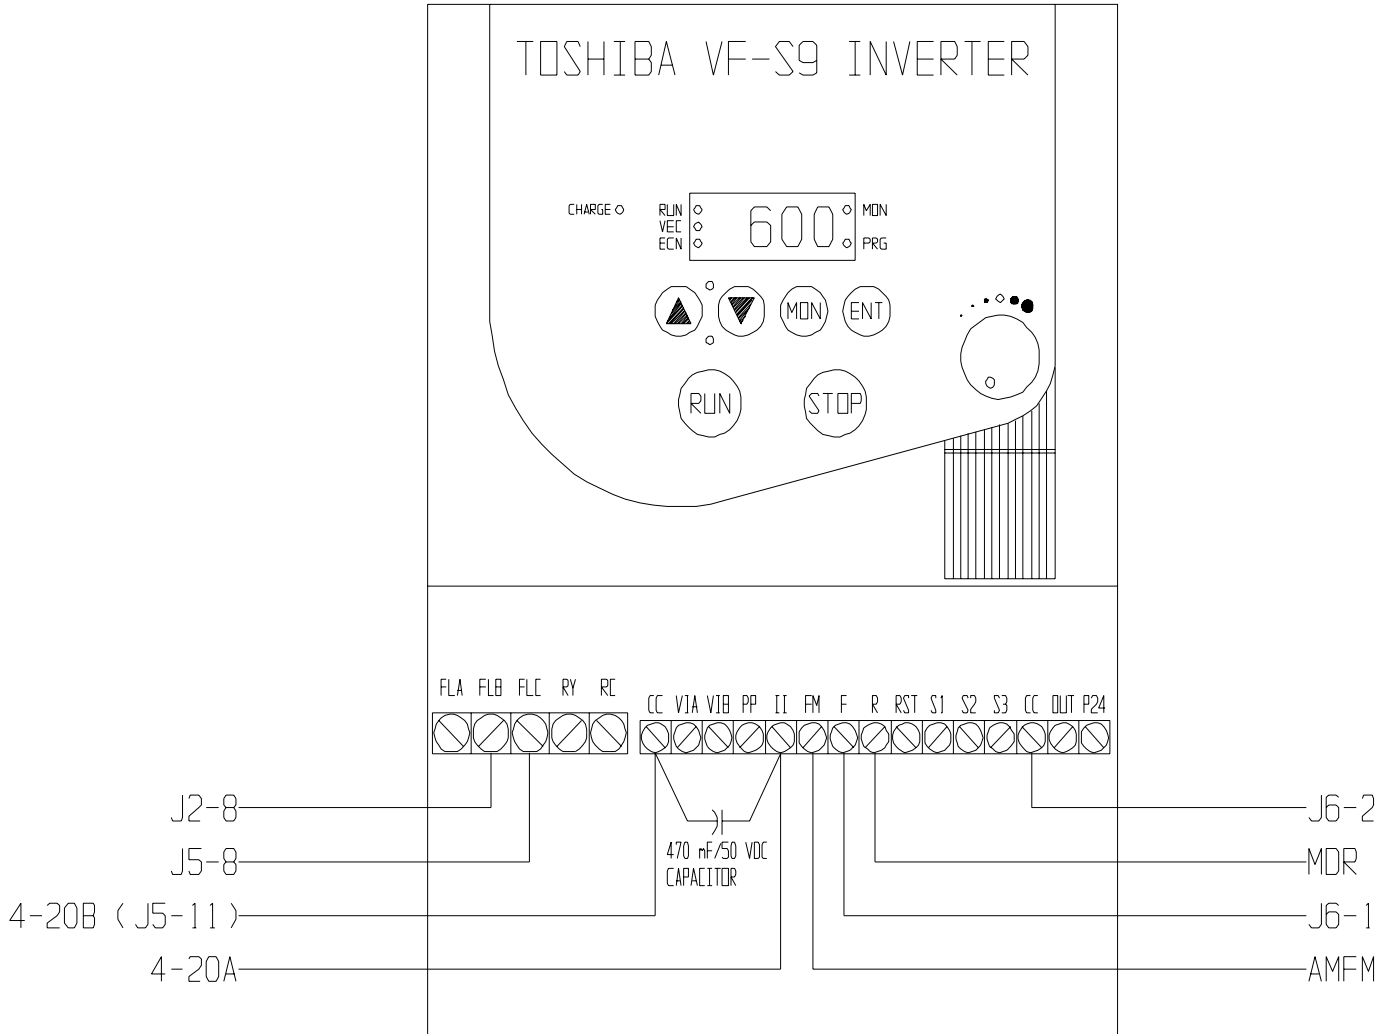 TOSHIBA VF-S9 INVERTER
CHARGE
RUN
VEC
ECN
600
MON
PRG
MON
ENT
RUN
STOP
FLA FLB FLC RY RC
CC VIA VIB PP II FM F R RST S1 S2 S3 CC OUT P24
J2-8
J5-8
4-20B (J5-11)
4-20A
470 mF/50 VDC
CAPACITOR
J6-2
MDR
J6-1
AMFM